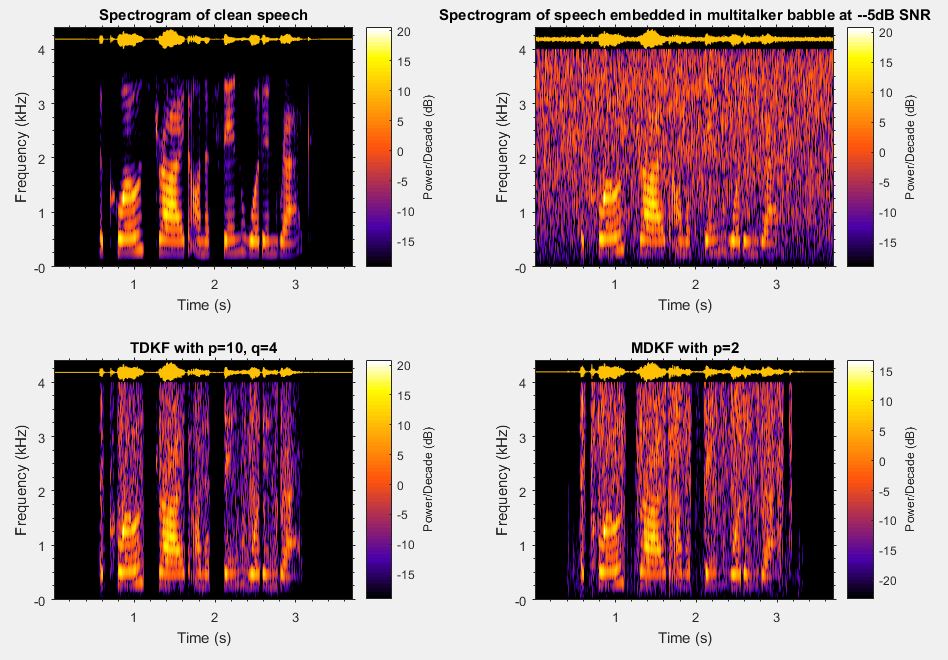 Spectrogram of clean speech
Frequency (kHz)
4
3
2
1
-0
1 2 3
Time (s)
20
15
10
5
0
-5
-10
-15
Power/Decade (dB)
Spectrogram of speech embedded in multitalker babble at --5dB SNR
Frequency (kHz)
4
3
2
1
-0
1 2 3
Time (s)
20
15
10
5
0
-5
-10
-15
Power/Decade (dB)
TDKF with p=10, q=4
Frequency (kHz)
4
3
2
1
-0
1 2 3
Time (s)
20
15
10
5
0
-5
-10
-15
Power/Decade (dB)
MDKF with p=2
Frequency (kHz)
4
3
2
1
-0
1 2 3
Time (s)
15
10
5
0
-5
-10
-15
-20
Power/Decade (dB)